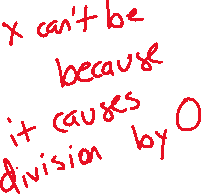 x can't be
because
it causes
division by 0